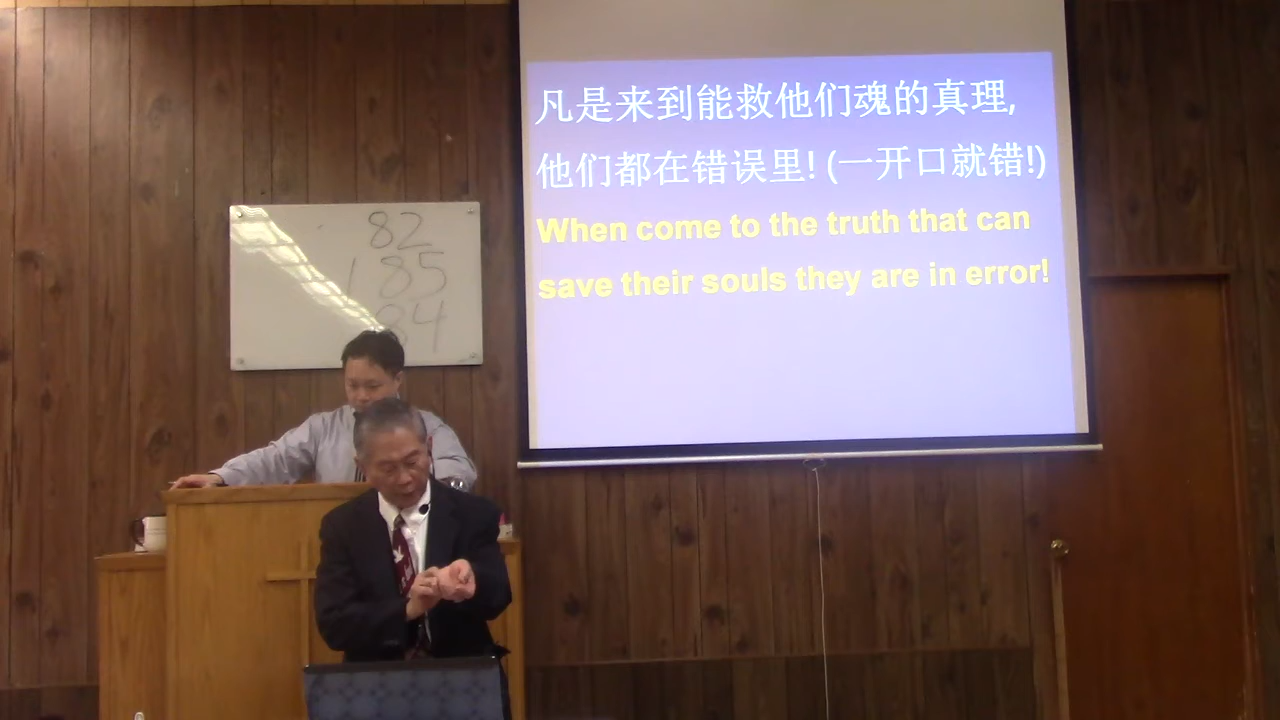 82
185
84
凡是来到能救他们魂的真理,
他们都在错误里! (一开口就错!)
When come to the truth that can
save their souls they are in error!